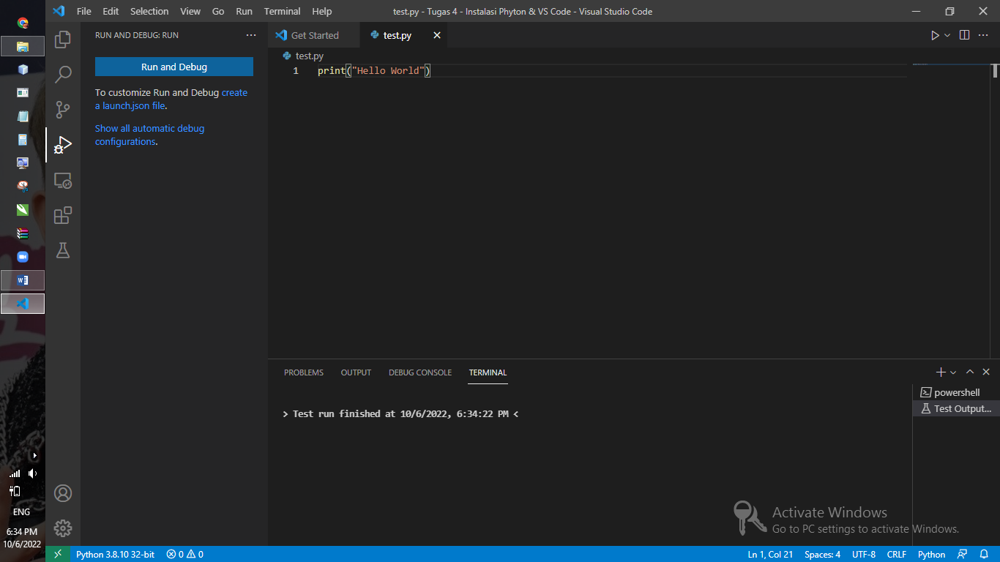 File Edit Selection View Go Run Terminal Help
test.py - Tugas 4 - Instalasi Phyton & VS Code - Visual Studio Code
RUN AND DEBUG: RUN
Run and Debug
To customize Run and Debug create
a launch.json file.
Show all automatic debug
configurations.
Get Started
test.py
test.py
1 print("Hello World")
PROBLEMS OUTPUT DEBUG CONSOLE TERMINAL
> Test run finished at 10/6/2022, 6:34:22 PM <
powershell
Test Output...
Activate Windows
Go to PC settings to activate Windows.
ENG
6:34 PM
10/6/2022
Python 3.8.10 32-bit 0 0 Ln 1, Col 21 Spaces: 4 UTF-8 CRLF Python